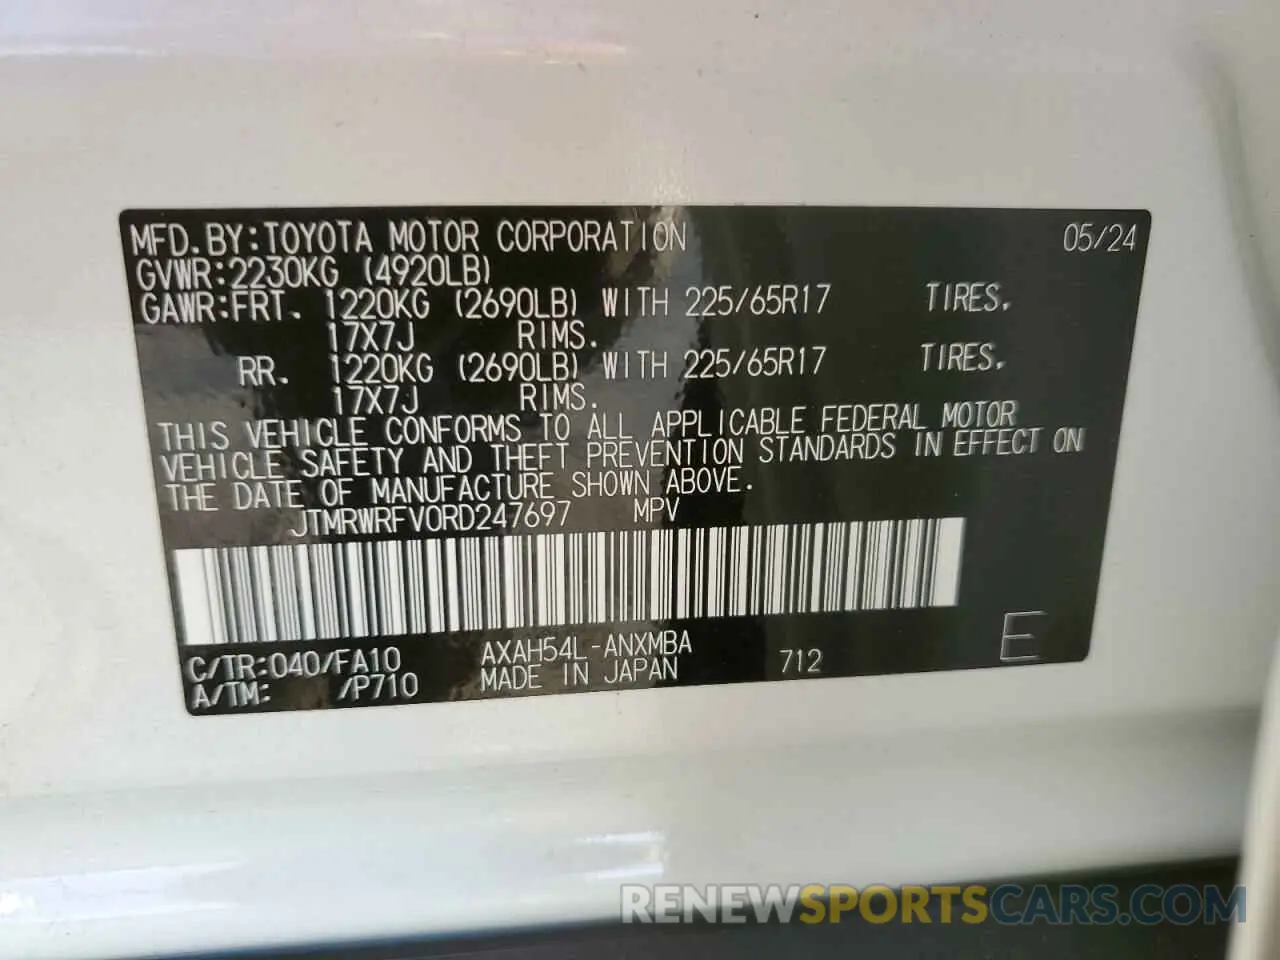 MFD. BY:TOYOTA MOTOR CORPORATION 05/24
GVWR:2230KG (4920LB)
GAWR:FRT. 1220KG (2690LB) WITH 225/65R17 TIRES.
17X7J RIMS.
RR. 1220KG (2690LB) WITH 225/65R17 TIRES.
17X7J RIMS.
THIS VEHICLE CONFORMS TO ALL APPLICABLE FEDERAL MOTOR
VEHICLE SAFETY AND THEFT PREVENTION STANDARDS IN EFFECT ON
THE DATE OF MANUFACTURE SHOWN ABOVE.
JTMRWRFV0RD247697 MPV
C/TR:040/FA10 AXAH54L-ANXMBA 712 E
A/TM: /P710 MADE IN JAPAN
RENEWSPORTSCARS.COM